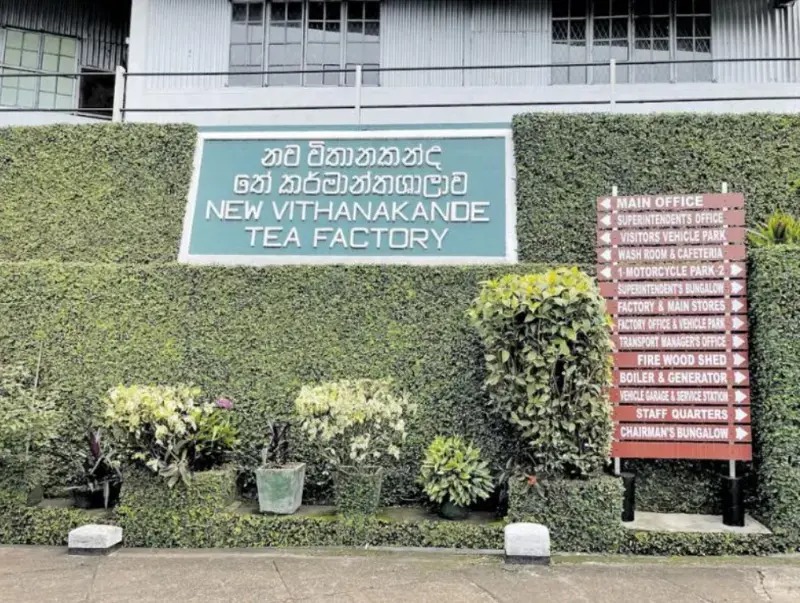 නව විතානකන්ද
තේ කර්මාන්තශාලාව
NEW VITHANAKANDE
TEA FACTORY
MAIN OFFICE
SUPERINTENDENT'S OFFICE
VISITORS VEHICLE PARK
WASH ROOM & CAFETERIA
1-MOTORCYCLE PARK-2
SUPERINTENDENT'S BUNGALOW
FACTORY & MAIN STORES
FACTORY OFFICE & VEHICLE PARK
TRANSPORT MANAGER'S OFFICE
FIRE WOOD SHED
BOILER & GENERATOR
VEHICLE GARAGE & SERVICE STATION
STAFF QUARTERS
CHAIRMAN'S BUNGALOW